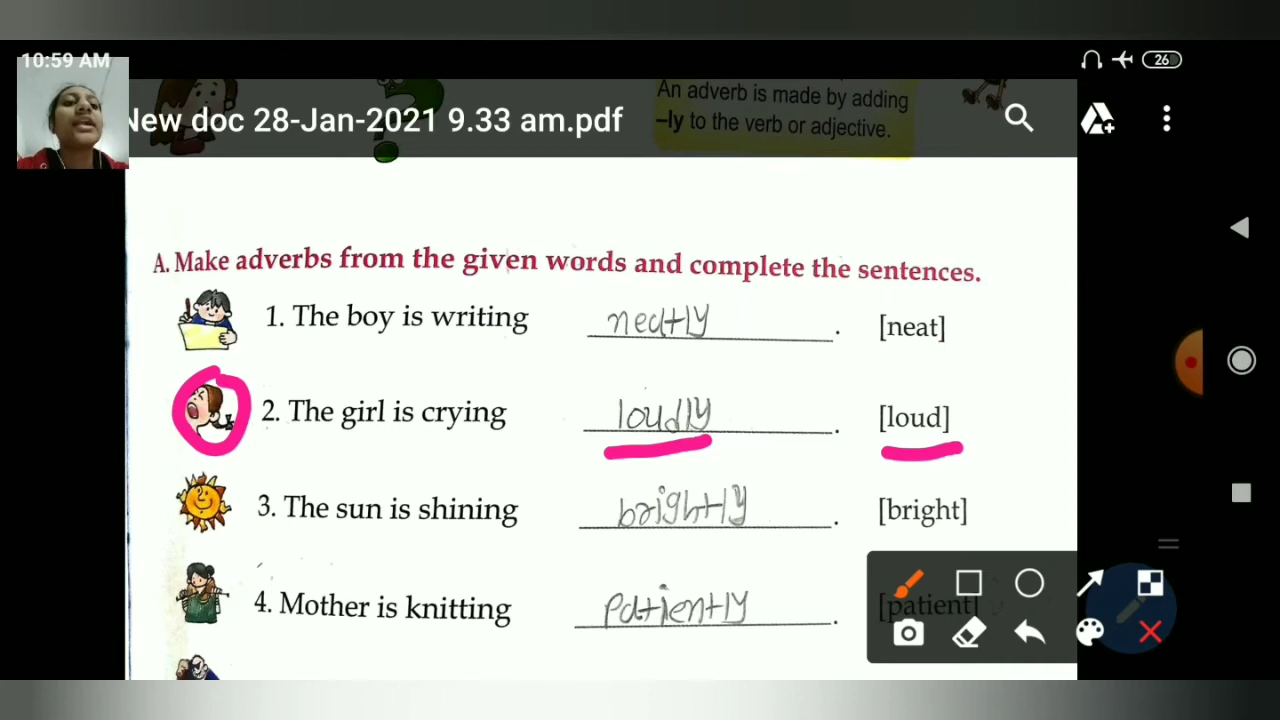 10:59 AM
26
New doc 28-Jan-2021 9.33 am.pdf
An adverb is made by adding
–ly to the verb or adjective.
A. Make adverbs from the given words and complete the sentences.
1. The boy is writing neatly. [neat]
2. The girl is crying loudly. [loud]
3. The sun is shining brightly. [bright]
4. Mother is knitting patiently. [patient]